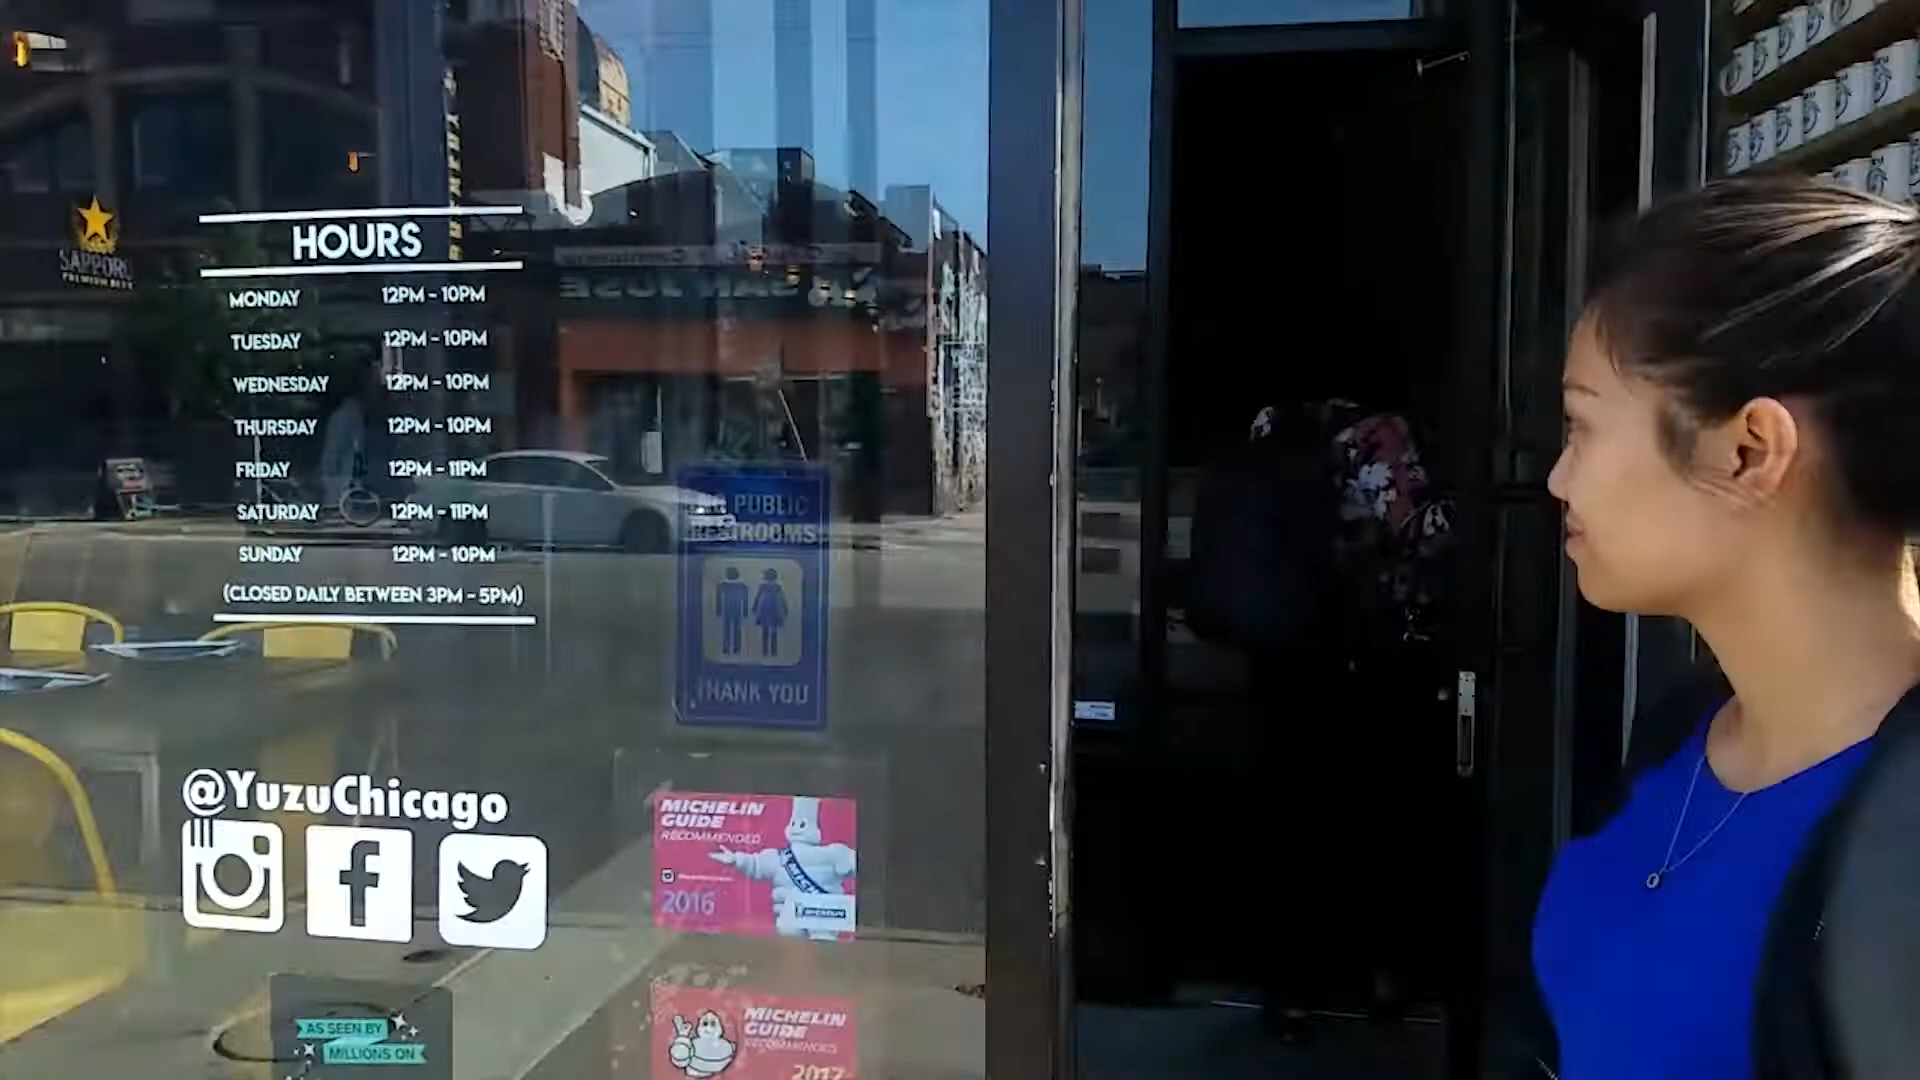 SAPPORO
PREMIUM BEER
HOURS
MONDAY 12PM - 10PM
TUESDAY 12PM - 10PM
WEDNESDAY 12PM - 10PM
THURSDAY 12PM - 10PM
FRIDAY 12PM - 11PM
SATURDAY 12PM - 11PM
SUNDAY 12PM - 10PM
(CLOSED DAILY BETWEEN 3PM - 5PM)
PUBLIC
RESTROOMS
THANK YOU
@YuzuChicago
MICHELIN
GUIDE
RECOMMENDED
2016
MICHELIN
GUIDE
RECOMMENDED
2017
AS SEEN BY
MILLIONS ON